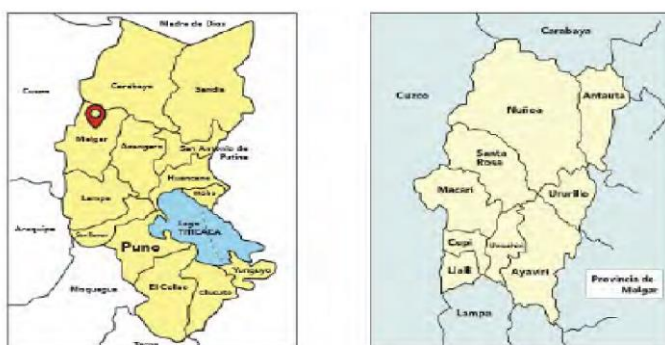 Madre de Dios
Carabaya
Sandia
Cusco
Melgar
Azangaro
San Antonio de
Putina
Huancane
Moho
Lampa
Lago
TITICACA
Arequipa
Puno
Yunguyo
El Collao
Chucuito
Moquegua
Carabaya
Cuzco
Antauta
Nuñoa
Santa
Rosa
Macari
Ururillo
Cupi
Umachiri
Llalli
Ayaviri
Provincia de
Melgar
Lampa